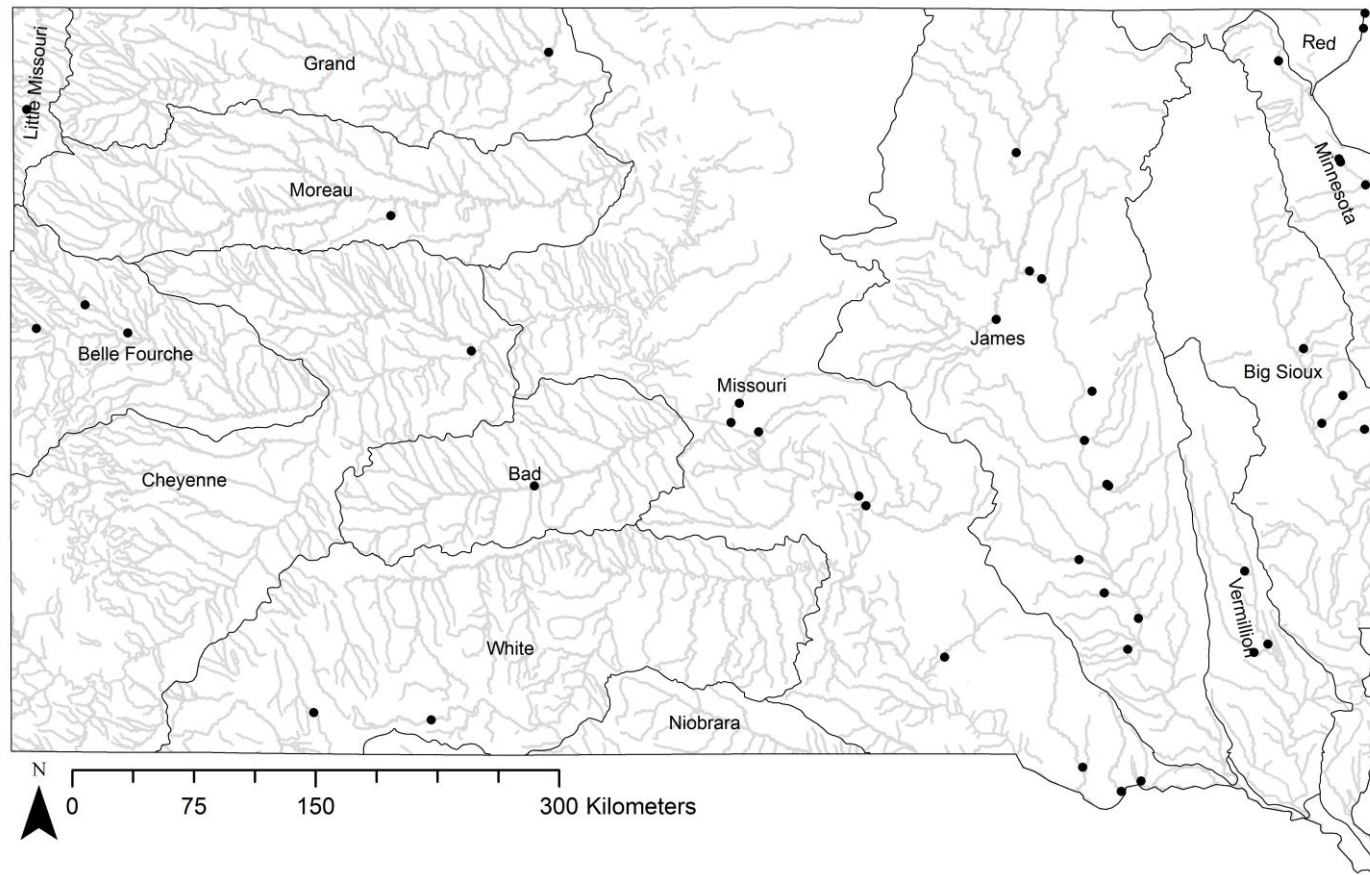 Little Missouri
Grand
Red
Moreau
Minnesota
Belle Fourche
James
Missouri
Big Sioux
Cheyenne
Bad
Vermillion
White
Niobrara
N
0 75 150 300 Kilometers